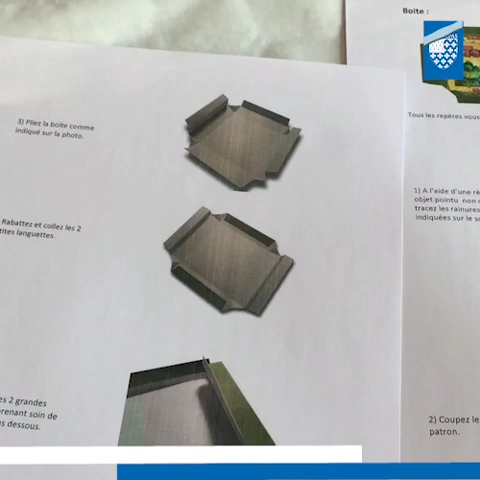 3) Pliez la boite comme
indiqué sur la photo.
Rabattez et collez les 2
tites languettes.
es 2 grandes
prenant soin de
s dessous.
Boite :
Tous les repères vous
1) A l'aide d'une rè
objet pointu non
tracez les rainures
indiquées sur le s
2) Coupez le
patron.